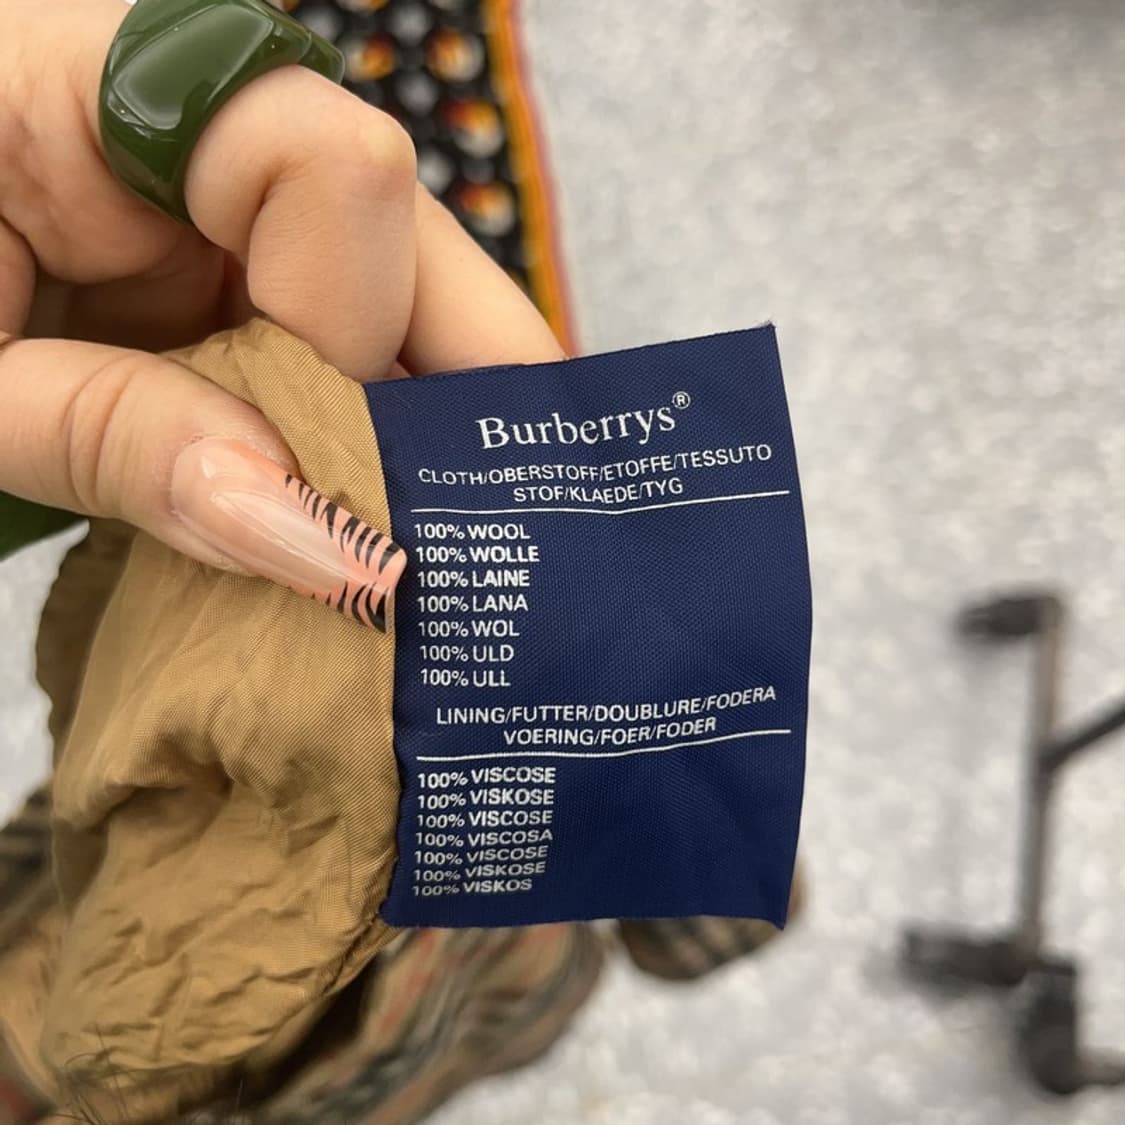 Burberrys®
CLOTH/OBERSTOFF/ETOFFE/TESSUTO
STOF/KLAEDE/TYG
100% WOOL
100% WOLLE
100% LAINE
100% LANA
100% WOL
100% ULD
100% ULL
LINING/FUTTER/DOUBLURE/FODERA
VOERING/FOER/FODER
100% VISCOSE
100% VISKOSE
100% VISCOSE
100% VISCOSA
100% VISCOSE
100% VISKOSE
100% VISKOS